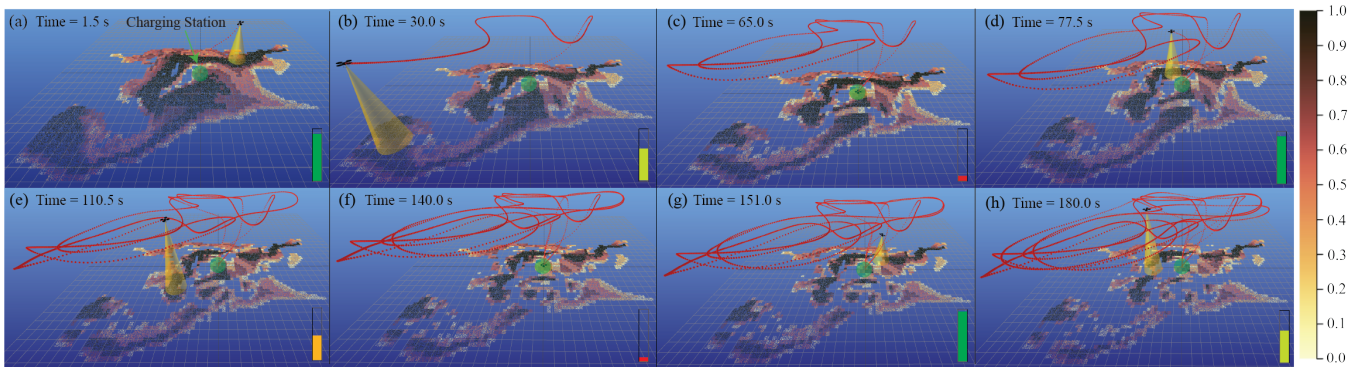 (a) Time = 1.5 s
Charging Station
(b) Time = 30.0 s
(c) Time = 65.0 s
(d) Time = 77.5 s
(e) Time = 110.5 s
(f) Time = 140.0 s
(g) Time = 151.0 s
(h) Time = 180.0 s
1.0
0.9
0.8
0.7
0.6
0.5
0.4
0.3
0.2
0.1
0.0